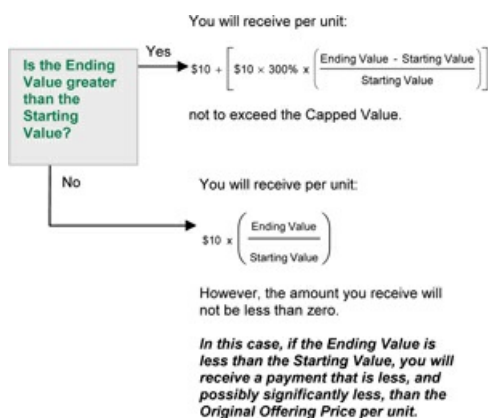 You will receive per unit:
Is the Ending
Value greater
than the
Starting
Value?
Yes
$10 + [ $10 × 300% x ( Ending Value - Starting Value
Starting Value ) ]
not to exceed the Capped Value.
No
You will receive per unit:
$10 x ( Ending Value
Starting Value )
However, the amount you receive will
not be less than zero.
In this case, if the Ending Value is
less than the Starting Value, you will
receive a payment that is less, and
possibly significantly less, than the
Original Offering Price per unit.